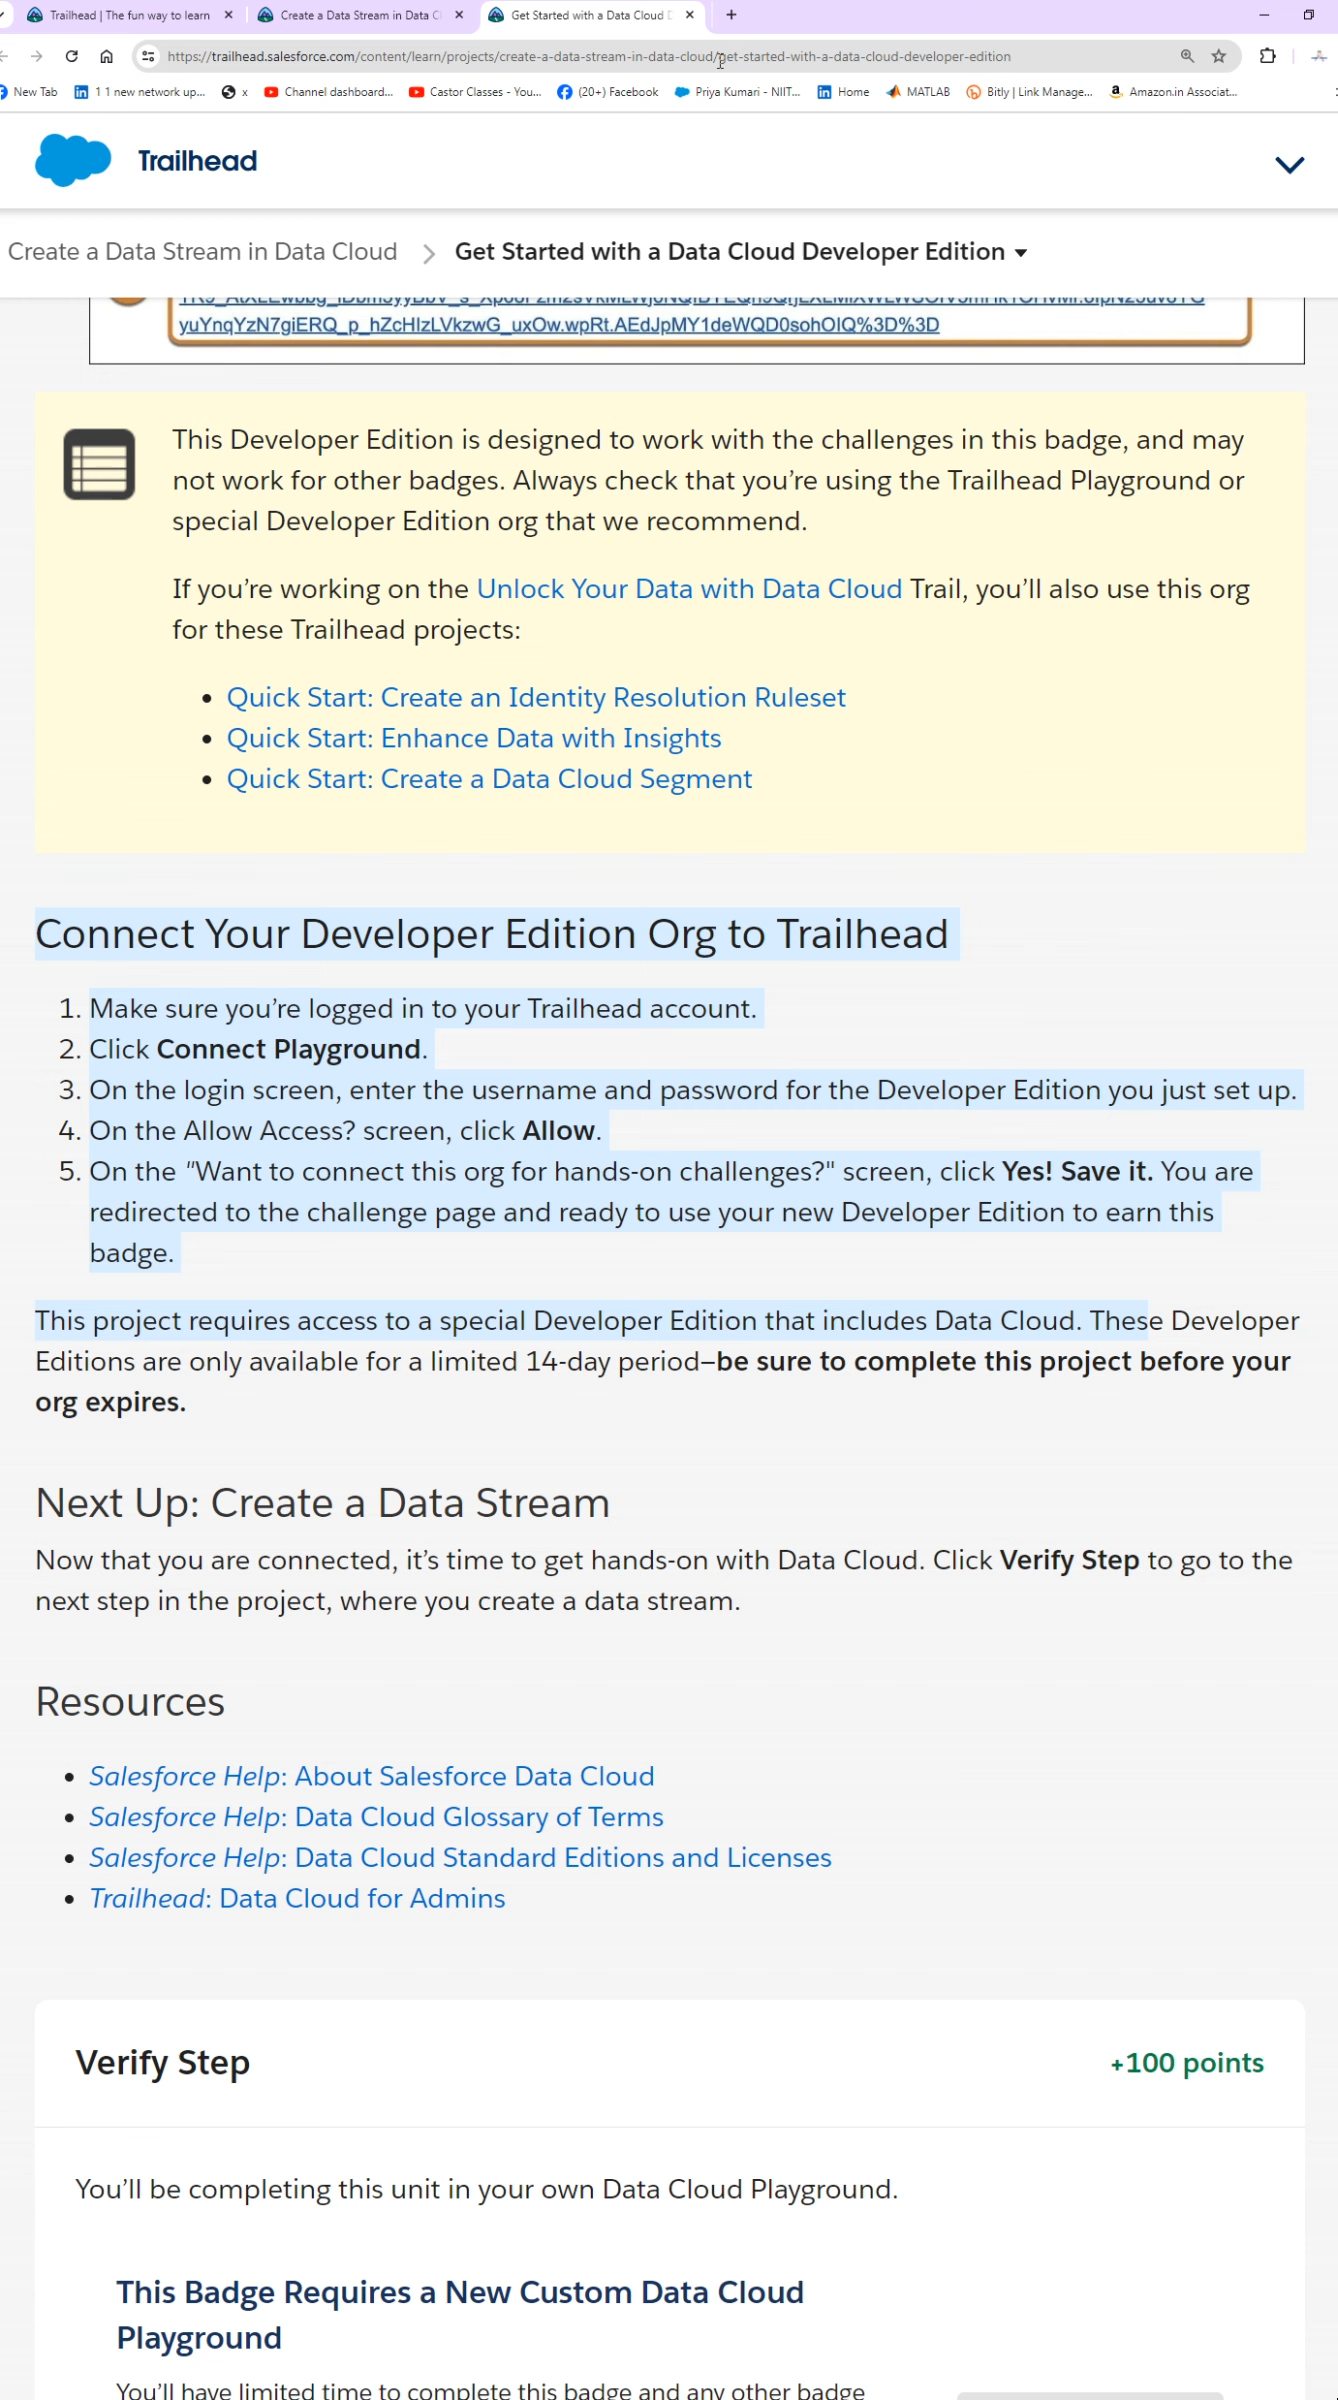 Trailhead | The fun way to learn
Create a Data Stream in Data C
Get Started with a Data Cloud D
https://trailhead.salesforce.com/content/learn/projects/create-a-data-stream-in-data-cloud/get-started-with-a-data-cloud-developer-edition
New Tab 1 1 new network up... x Channel dashboard... Castor Classes - You... (20+) Facebook Priya Kumari - NIIT... Home MATLAB Bitly | Link Manage... Amazon.in Associat...
Trailhead
Create a Data Stream in Data Cloud > Get Started with a Data Cloud Developer Edition
yuYnqYzN7giERQ_p_hZcHIzLVkzwG_uxOw.wpRt.AEdJpMY1deWQD0sohOIQ%3D%3D
This Developer Edition is designed to work with the challenges in this badge, and may
not work for other badges. Always check that you’re using the Trailhead Playground or
special Developer Edition org that we recommend.
If you’re working on the Unlock Your Data with Data Cloud Trail, you’ll also use this org
for these Trailhead projects:
• Quick Start: Create an Identity Resolution Ruleset
• Quick Start: Enhance Data with Insights
• Quick Start: Create a Data Cloud Segment
Connect Your Developer Edition Org to Trailhead
1. Make sure you’re logged in to your Trailhead account.
2. Click Connect Playground.
3. On the login screen, enter the username and password for the Developer Edition you just set up.
4. On the Allow Access? screen, click Allow.
5. On the "Want to connect this org for hands-on challenges?" screen, click Yes! Save it. You are
redirected to the challenge page and ready to use your new Developer Edition to earn this
badge.
This project requires access to a special Developer Edition that includes Data Cloud. These Developer
Editions are only available for a limited 14-day period—be sure to complete this project before your
org expires.
Next Up: Create a Data Stream
Now that you are connected, it’s time to get hands-on with Data Cloud. Click Verify Step to go to the
next step in the project, where you create a data stream.
Resources
• Salesforce Help: About Salesforce Data Cloud
• Salesforce Help: Data Cloud Glossary of Terms
• Salesforce Help: Data Cloud Standard Editions and Licenses
• Trailhead: Data Cloud for Admins
Verify Step
+100 points
You’ll be completing this unit in your own Data Cloud Playground.
This Badge Requires a New Custom Data Cloud
Playground
You’ll have limited time to complete this badge and any other badge